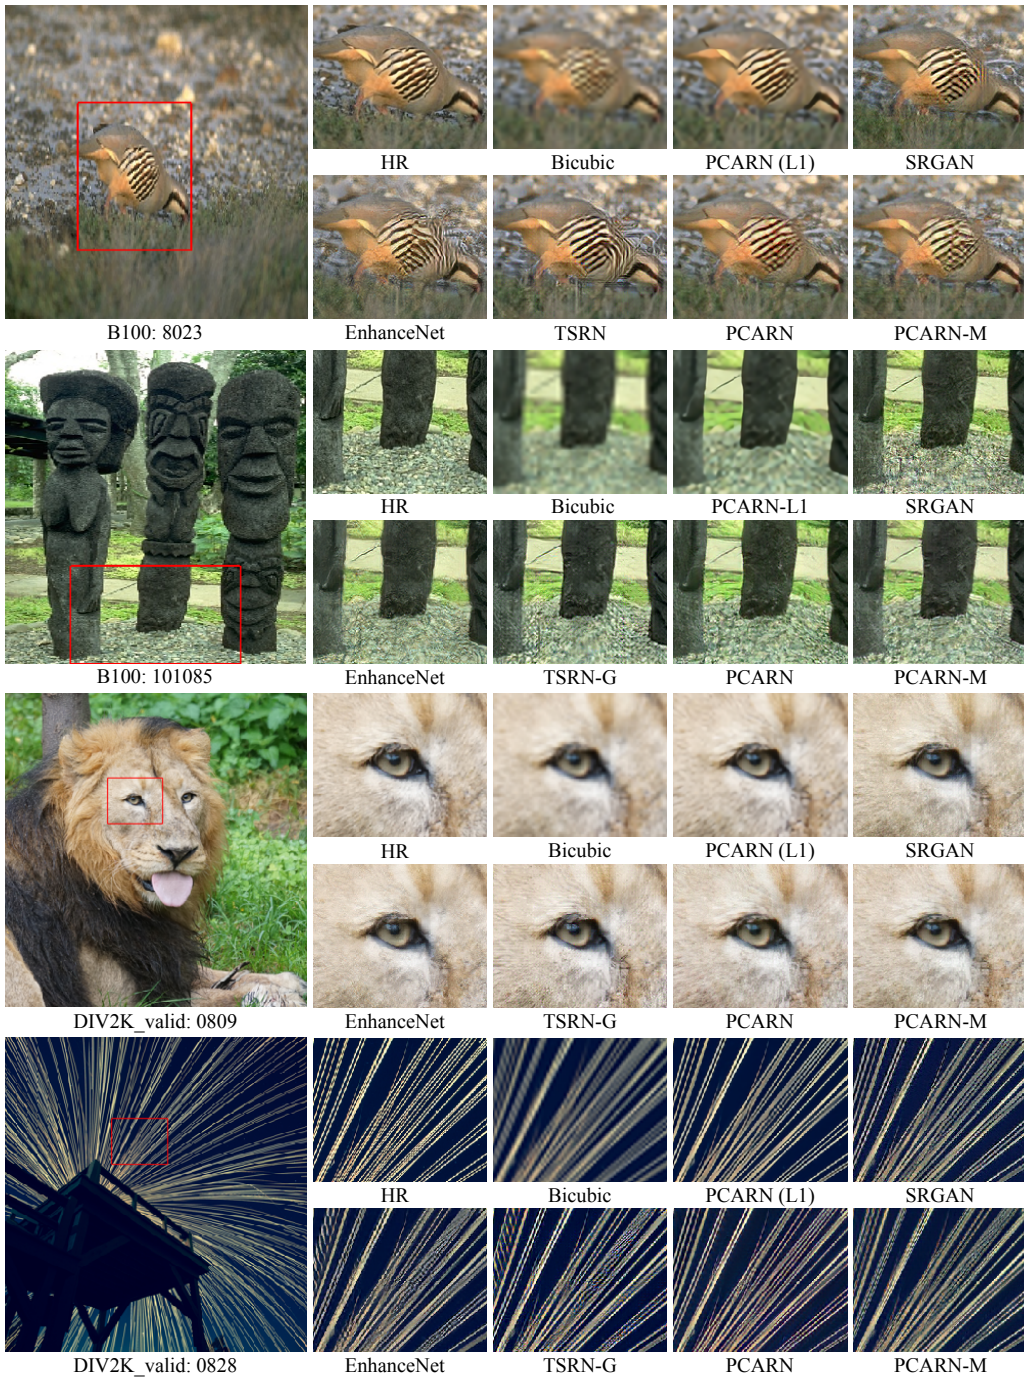 HR Bicubic PCARN (L1) SRGAN
EnhanceNet TSRN PCARN PCARN-M
B100: 8023
HR Bicubic PCARN-L1 SRGAN
EnhanceNet TSRN-G PCARN PCARN-M
B100: 101085
HR Bicubic PCARN (L1) SRGAN
EnhanceNet TSRN-G PCARN PCARN-M
DIV2K_valid: 0809
HR Bicubic PCARN (L1) SRGAN
EnhanceNet TSRN-G PCARN PCARN-M
DIV2K_valid: 0828